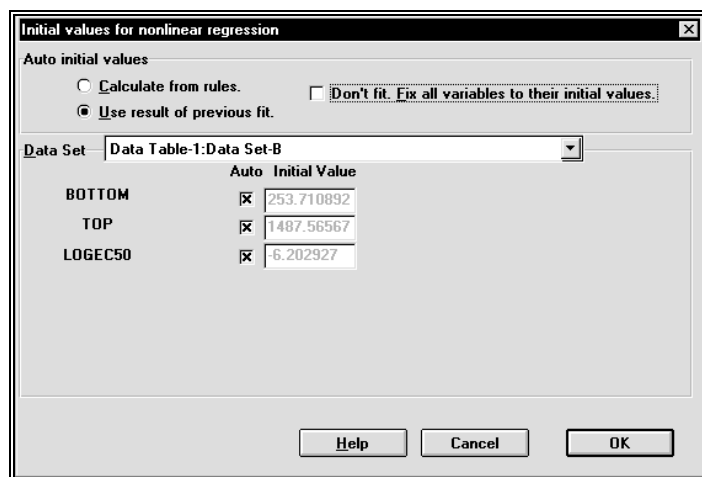 Initial values for nonlinear regression
Auto initial values
Calculate from rules.
Use result of previous fit.
Don't fit. Fix all variables to their initial values.
Data Set Data Table-1:Data Set-B
Auto Initial Value
BOTTOM 253.710892
TOP 1487.56567
LOGEC50 -6.202927
Help Cancel OK